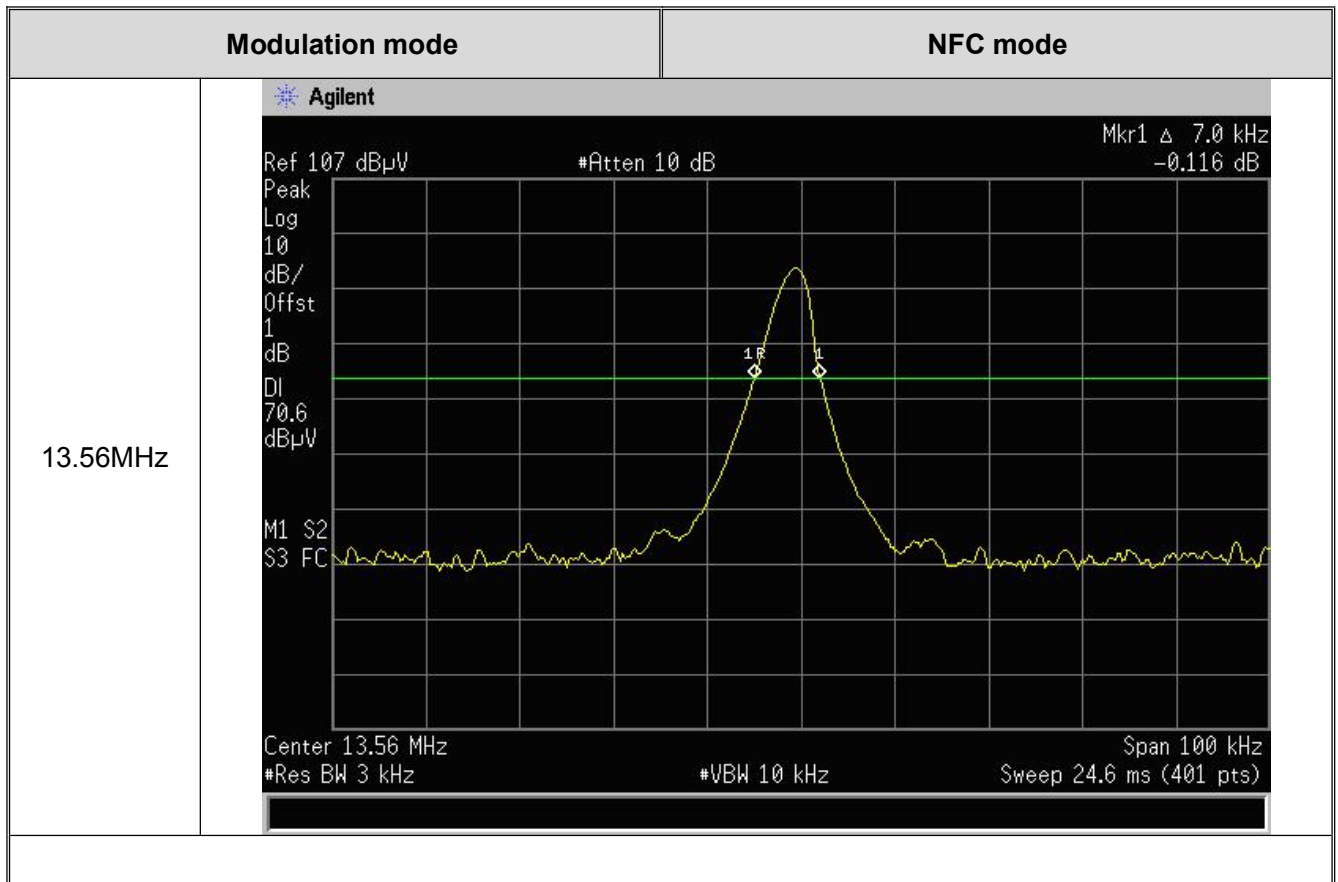 Modulation mode NFC mode
13.56MHz
Agilent
Mkr1 Δ 7.0 kHz
Ref 107 dBµV #Atten 10 dB -0.116 dB
Peak
Log
10
dB/
Offst
1
dB
DI
70.6
dBµV
M1 S2
S3 FC
1R 1
Center 13.56 MHz Span 100 kHz
#Res BW 3 kHz #VBW 10 kHz Sweep 24.6 ms (401 pts)